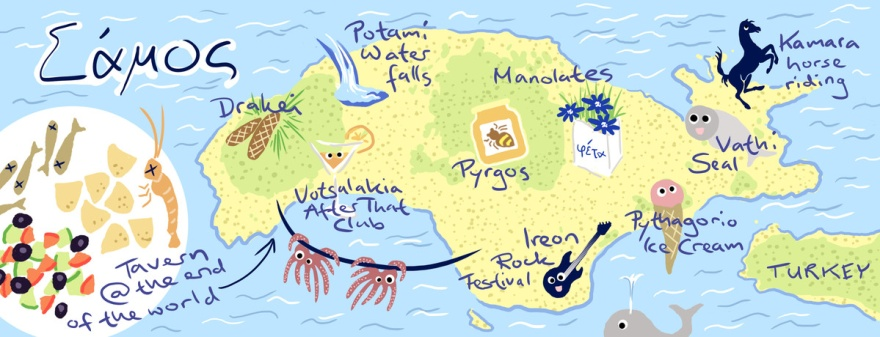 Σάμος
Potami
Water
falls
Kamara
horse
riding
Manolates
Drakei
φέτα
Vathi
Seal
Pyrgos
Votsalakia
After That
Club
Pythagorio
Ice Cream
Ireon
Rock
Festival
Tavern
@ the end
of the world
TURKEY